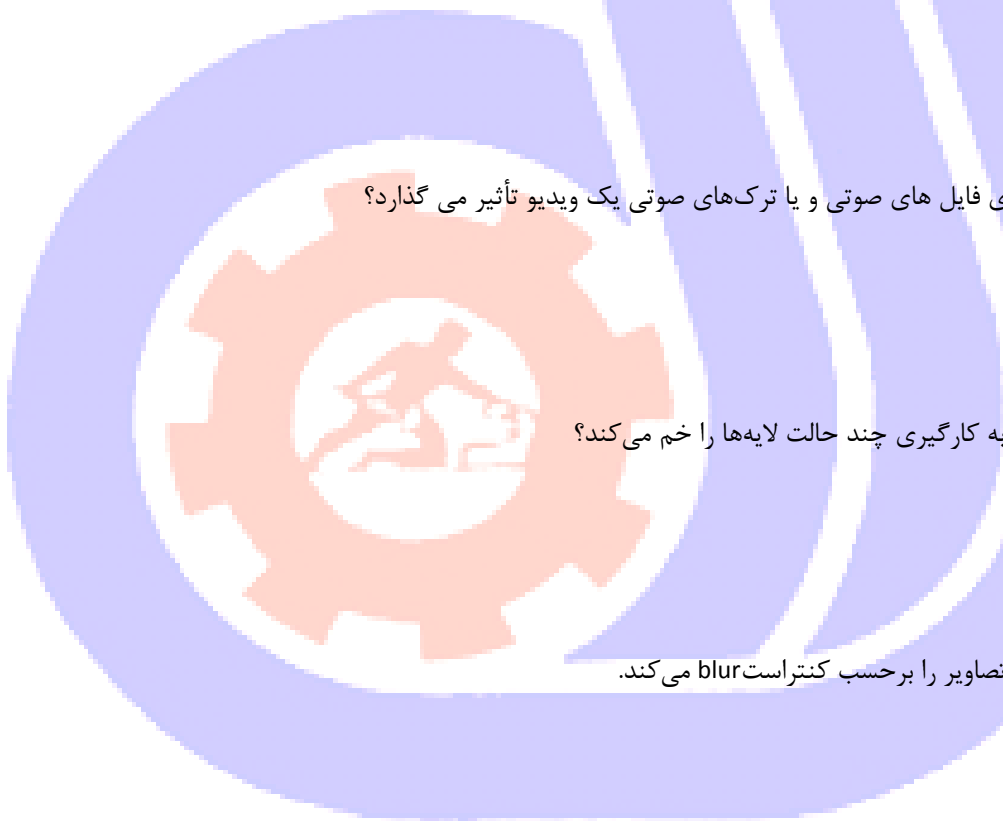 ی فایل های صوتی و یا ترک‌های صوتی یک ویدیو تأثیر می گذارد؟
به کارگیری چند حالت لایه‌ها را خم می‌کند؟
تصاویر را برحسب کنتراستblur می‌کند.